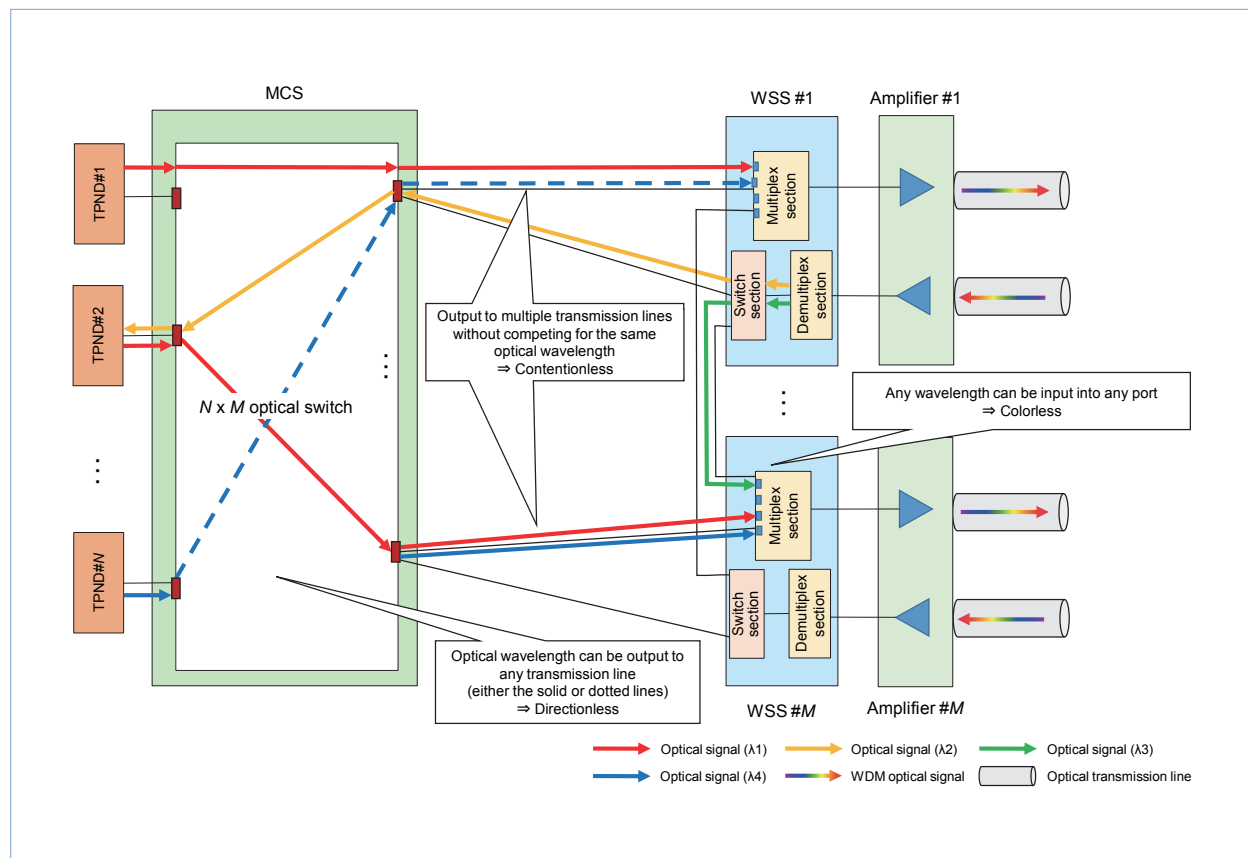 MCS
WSS #1
Amplifier #1
TPND#1
Multiplex
section
Switch
section
Demultiplex
section
TPND#2
Output to multiple transmission lines
without competing for the same
optical wavelength
⇒ Contentionless
N x M optical switch
Any wavelength can be input into any port
⇒ Colorless
Multiplex
section
TPND#N
Switch
section
Demultiplex
section
Optical wavelength can be output to
any transmission line
(either the solid or dotted lines)
⇒ Directionless
WSS #M
Amplifier #M
Optical signal (λ1)
Optical signal (λ2)
Optical signal (λ3)
Optical signal (λ4)
WDM optical signal
Optical transmission line